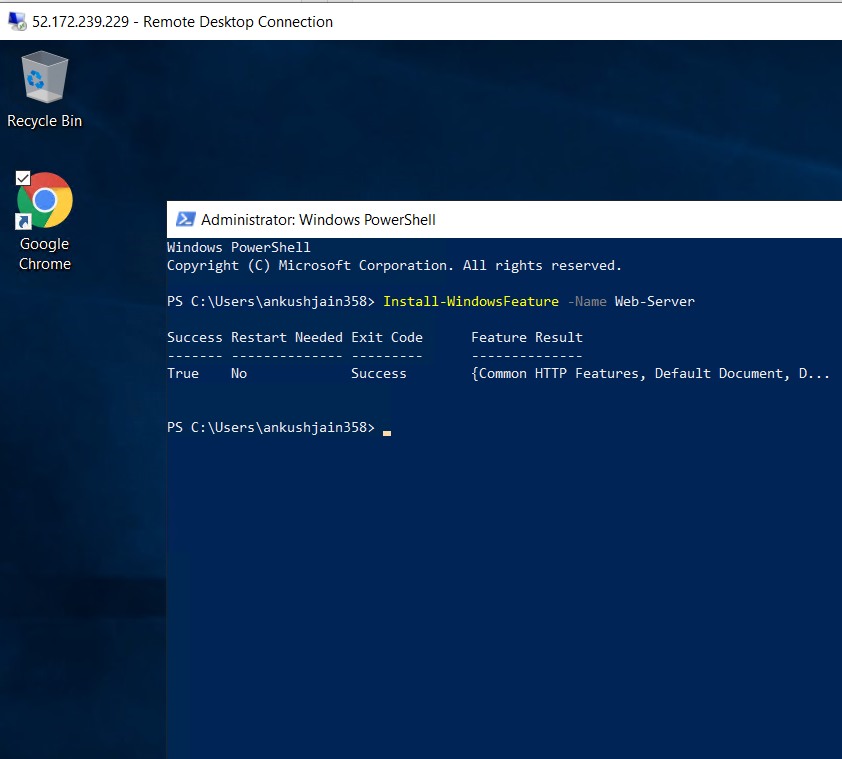 52.172.239.229 - Remote Desktop Connection
Recycle Bin
Google
Chrome
Administrator: Windows PowerShell
Windows PowerShell
Copyright (C) Microsoft Corporation. All rights reserved.
PS C:\Users\ankushjain358> Install-WindowsFeature -Name Web-Server
Success Restart Needed Exit Code      Feature Result
------- -------------- ---------      --------------
True    No             Success        {Common HTTP Features, Default Document, D...
PS C:\Users\ankushjain358>